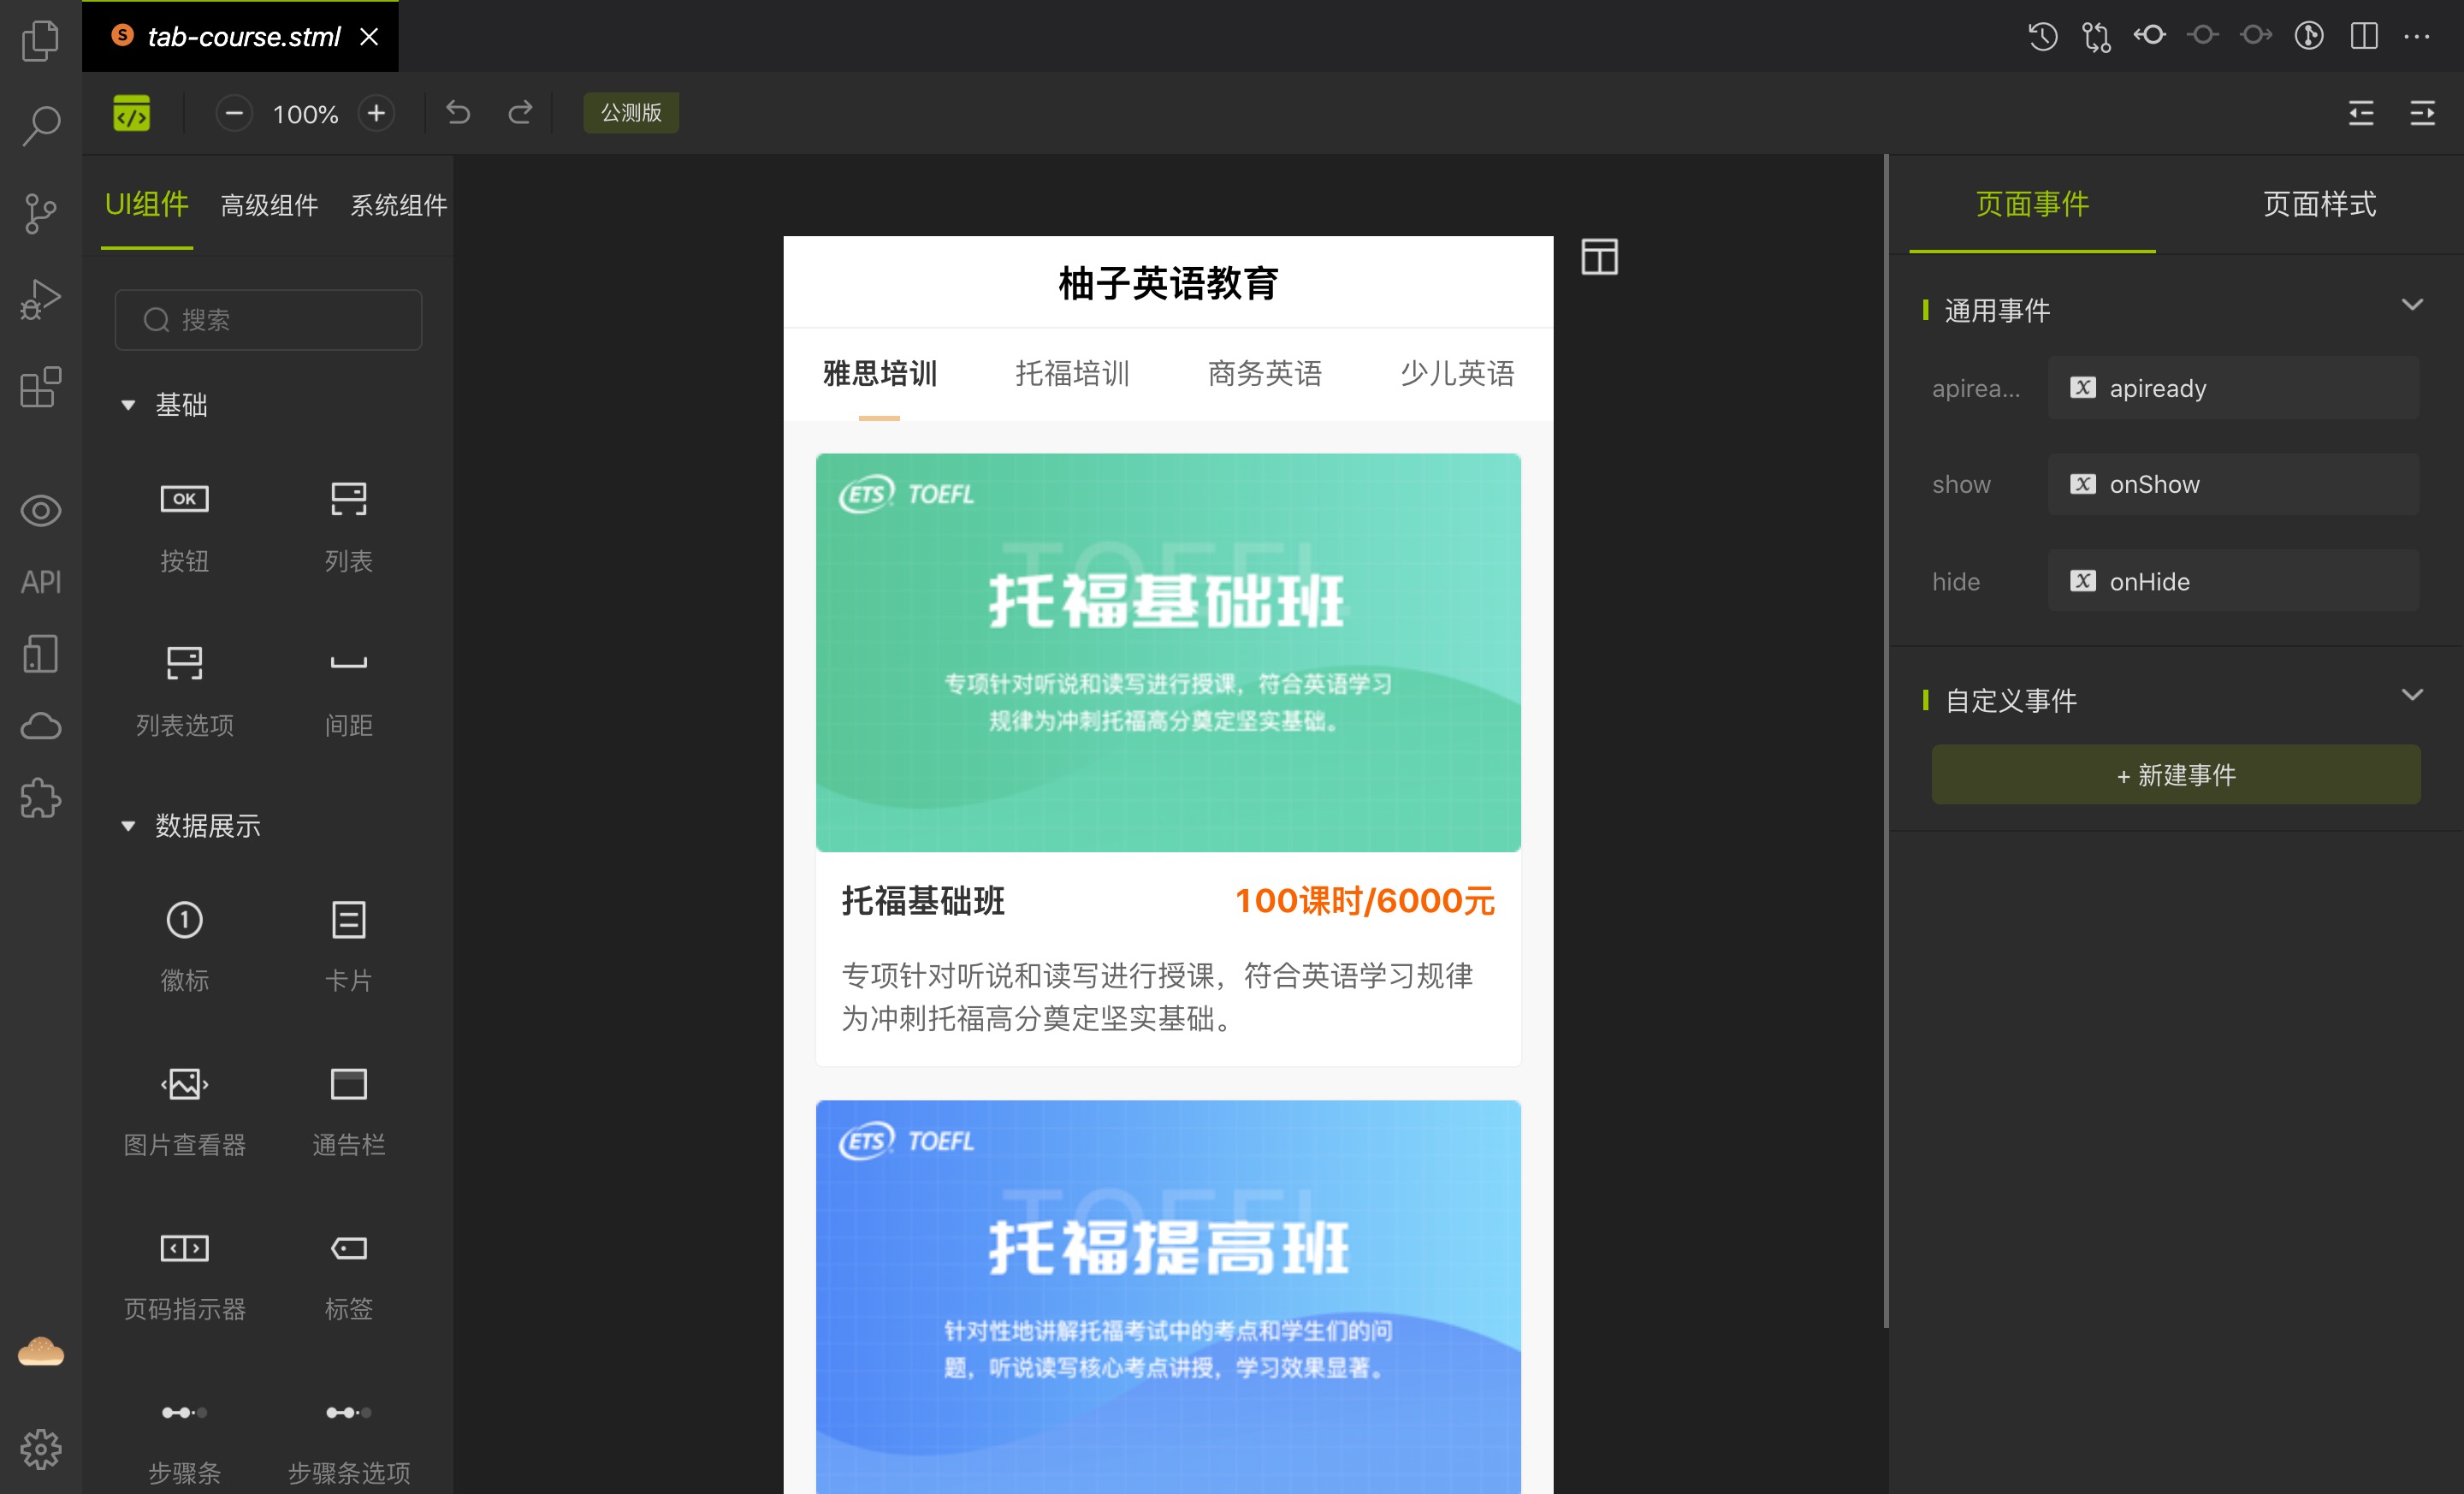 tab-course.stml
100%
公测版
UI组件
高级组件
系统组件
搜索
基础
OK
按钮
列表
列表选项
间距
数据展示
1
徽标
卡片
图片查看器
通告栏
页码指示器
标签
步骤条
步骤条选项
API
柚子英语教育
雅思培训
托福培训
商务英语
少儿英语
ETS TOEFL
TOEFL
托福基础班
专项针对听说和读写进行授课，符合英语学习
规律为冲刺托福高分奠定坚实基础。
托福基础班
100课时/6000元
专项针对听说和读写进行授课，符合英语学习规律
为冲刺托福高分奠定坚实基础。
ETS TOEFL
TOEFL
托福提高班
针对性地讲解托福考试中的考点和学生们的问
题，听说读写核心考点讲授，学习效果显著。
页面事件
页面样式
通用事件
apirea... apiready
show onShow
hide onHide
自定义事件
+ 新建事件